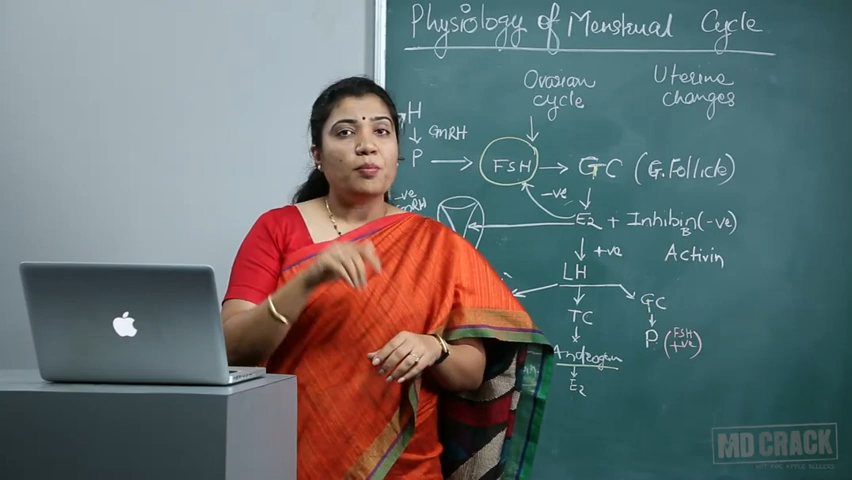 Physiology of Menstrual Cycle
Ovarian Uterine
cycle changes
H
GnRH
P → FSH → GC (G.Follicle)
-ve -ve
GnRH E2 + Inhibin B (-ve)
+ve Activin
LH
GC
TC
P (FSH +ve)
Androgen
E2
MD CRACK